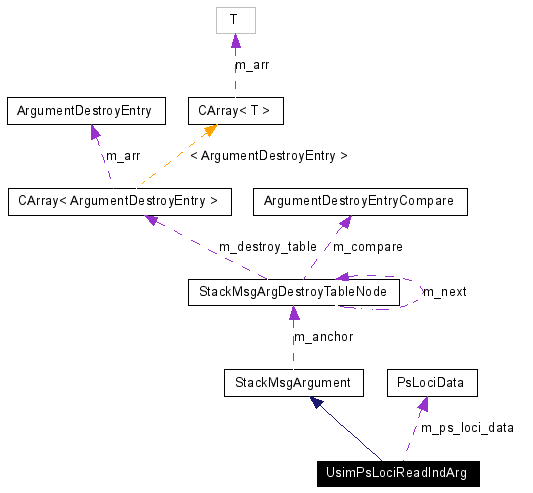 T
m_arr
ArgumentDestroyEntry
CArray< T >
m_arr
< ArgumentDestroyEntry >
CArray< ArgumentDestroyEntry >
ArgumentDestroyEntryCompare
m_destroy_table
m_compare
StackMsgArgDestroyTableNode
m_next
m_anchor
StackMsgArgument
PsLociData
m_ps_loci_data
UsimPsLociReadIndArg